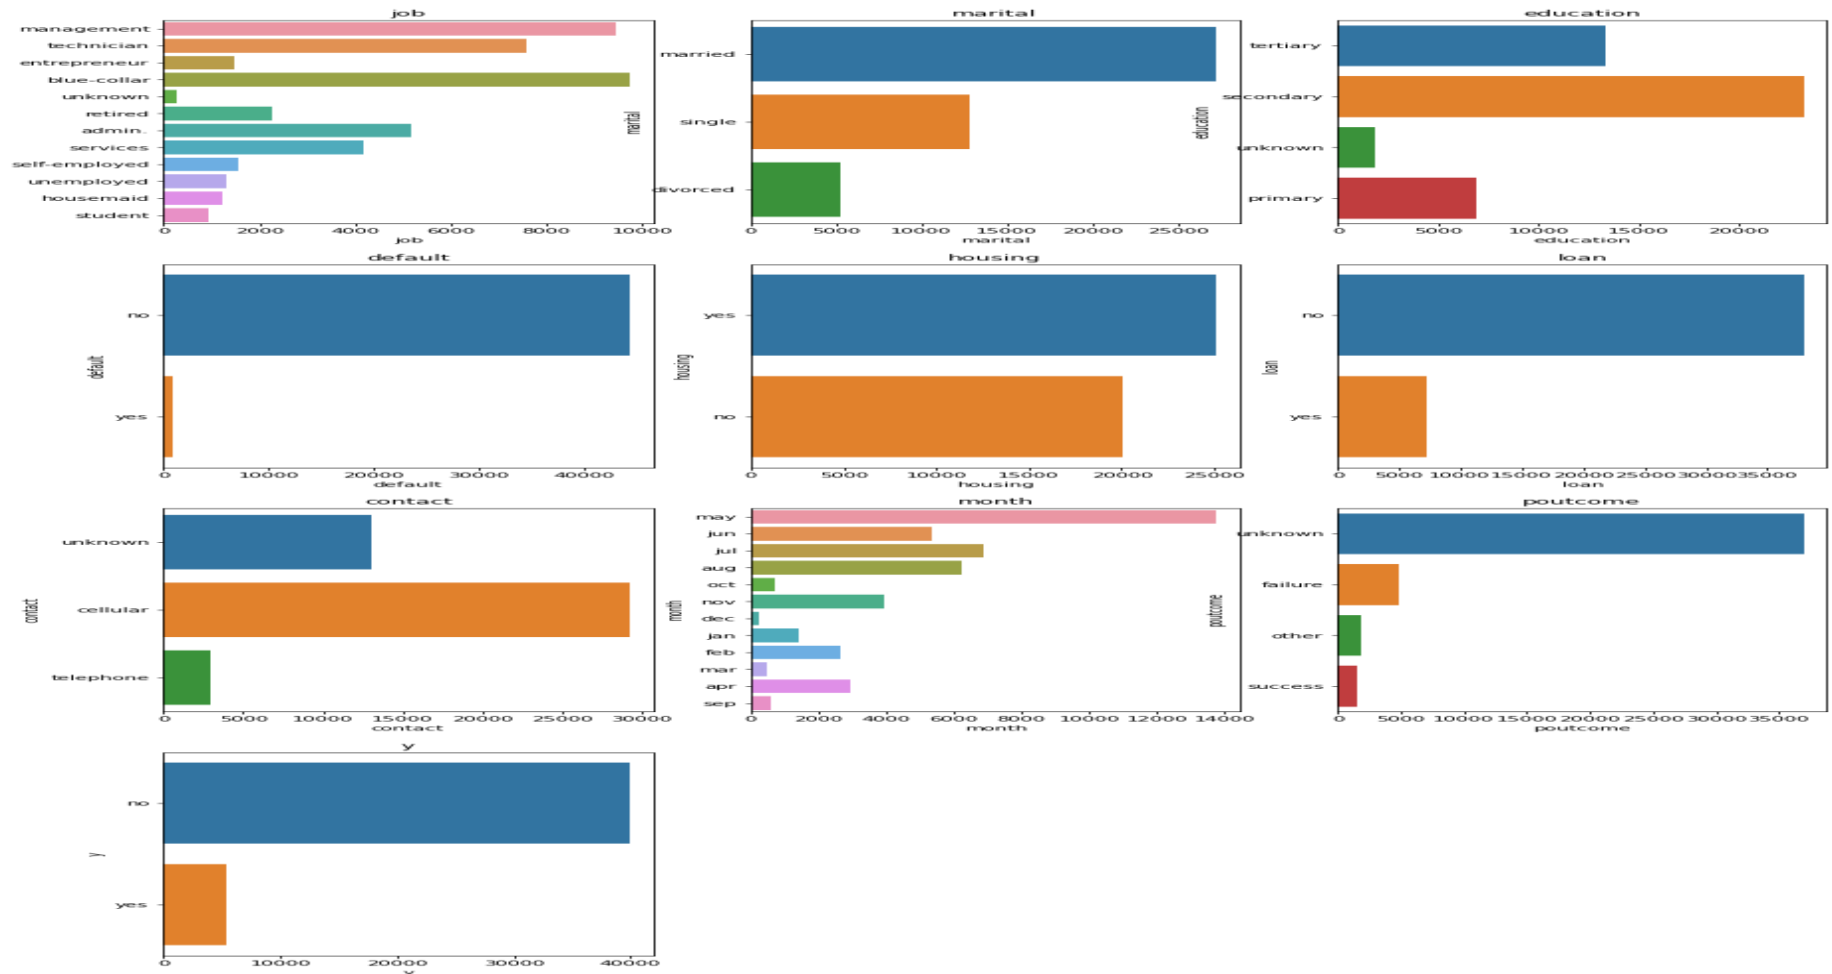 job
management
technician
entrepreneur
blue-collar
unknown
retired
admin.
services
self-employed
unemployed
housemaid
student
0 2000 4000 6000 8000 10000
job
marital
marital
married
single
divorced
0 5000 10000 15000 20000 25000
marital
education
education
tertiary
secondary
unknown
primary
0 5000 10000 15000 20000
education
default
default
no
yes
0 10000 20000 30000 40000
default
housing
housing
yes
no
0 5000 10000 15000 20000 25000
housing
loan
loan
no
yes
0 5000 10000 15000 20000 25000 30000 35000
loan
contact
contact
unknown
cellular
telephone
0 5000 10000 15000 20000 25000 30000
contact
month
month
may
jun
jul
aug
oct
nov
dec
jan
feb
mar
apr
sep
0 2000 4000 6000 8000 10000 12000 14000
month
poutcome
poutcome
unknown
failure
other
success
0 5000 10000 15000 20000 25000 30000 35000
poutcome
y
y
no
yes
0 10000 20000 30000 40000
y